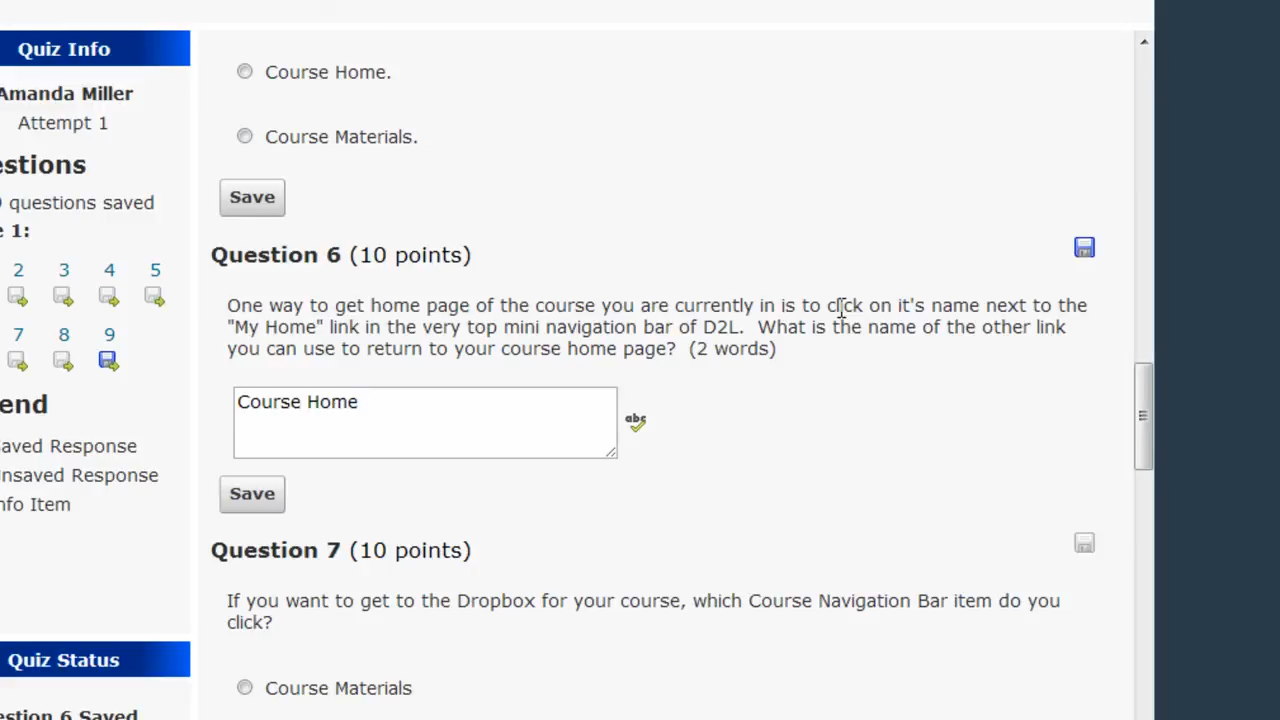 Quiz Info
Amanda Miller
Attempt 1
estions
questions saved
e 1:
2 3 4 5
7 8 9
end
aved Response
nsaved Response
nfo Item
Quiz Status
estion 6 Saved
Course Home.
Course Materials.
Save
Question 6 (10 points)
One way to get home page of the course you are currently in is to click on it's name next to the
"My Home" link in the very top mini navigation bar of D2L.  What is the name of the other link
you can use to return to your course home page?  (2 words)
Course Home
abc
Save
Question 7 (10 points)
If you want to get to the Dropbox for your course, which Course Navigation Bar item do you
click?
Course Materials